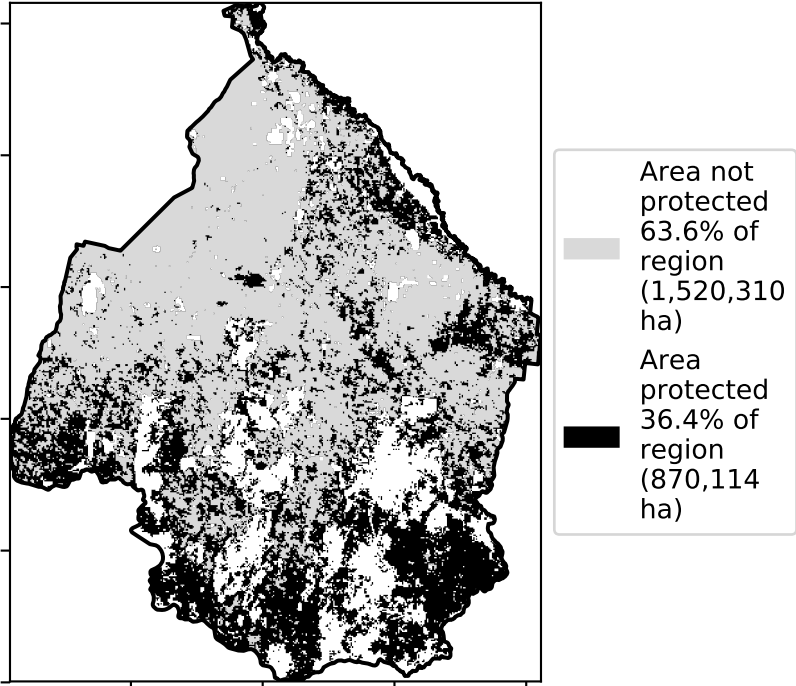 Area not
protected
63.6% of
region
(1,520,310
ha)
Area
protected
36.4% of
region
(870,114
ha)